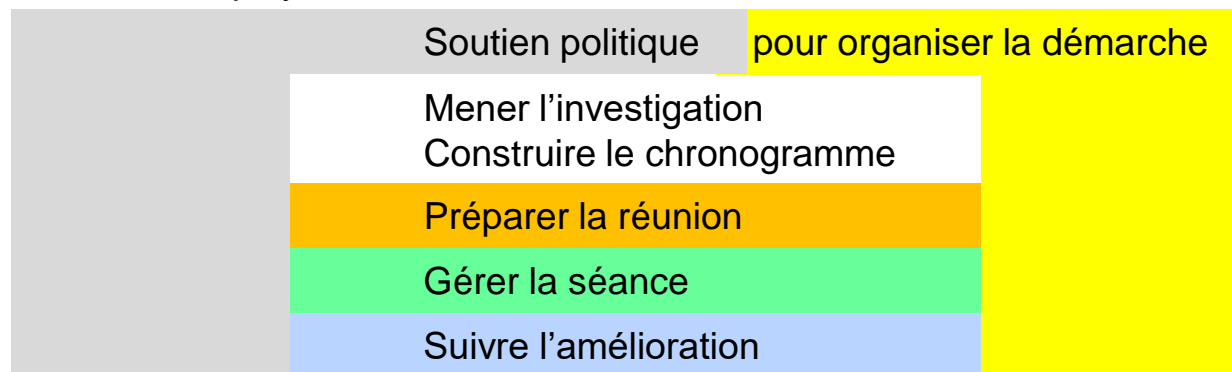 Soutien politique pour organiser la démarche
Mener l’investigation
Construire le chronogramme
Préparer la réunion
Gérer la séance
Suivre l’amélioration